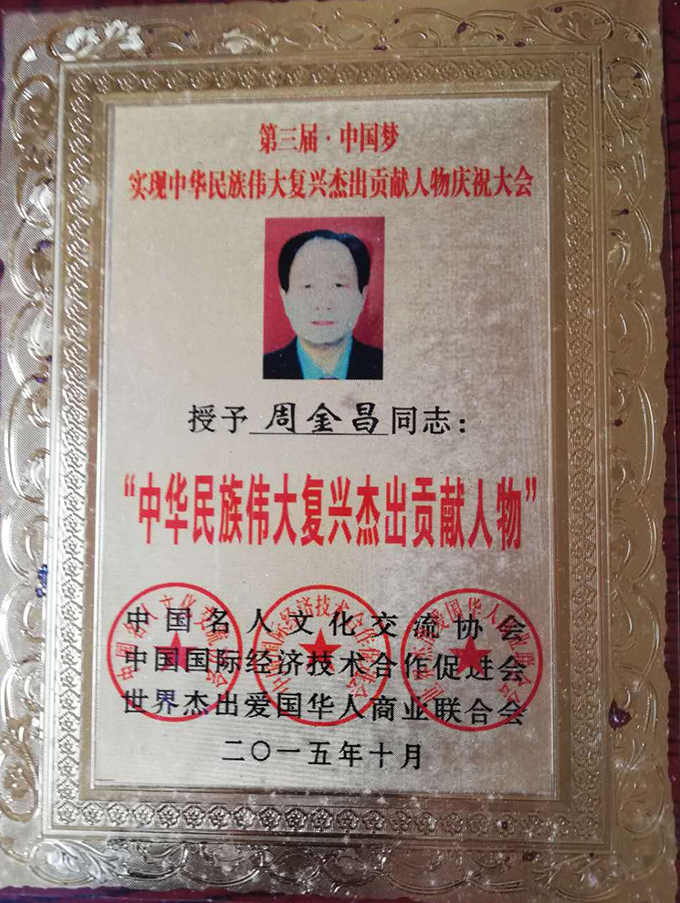 第三届·中国梦
实现中华民族伟大复兴杰出贡献人物庆祝大会
授予 周金昌 同志：
“中华民族伟大复兴杰出贡献人物”
中国名人文化交流协会
中国国际经济技术合作促进会
世界杰出爱国华人商业联合会
二〇一五年十月